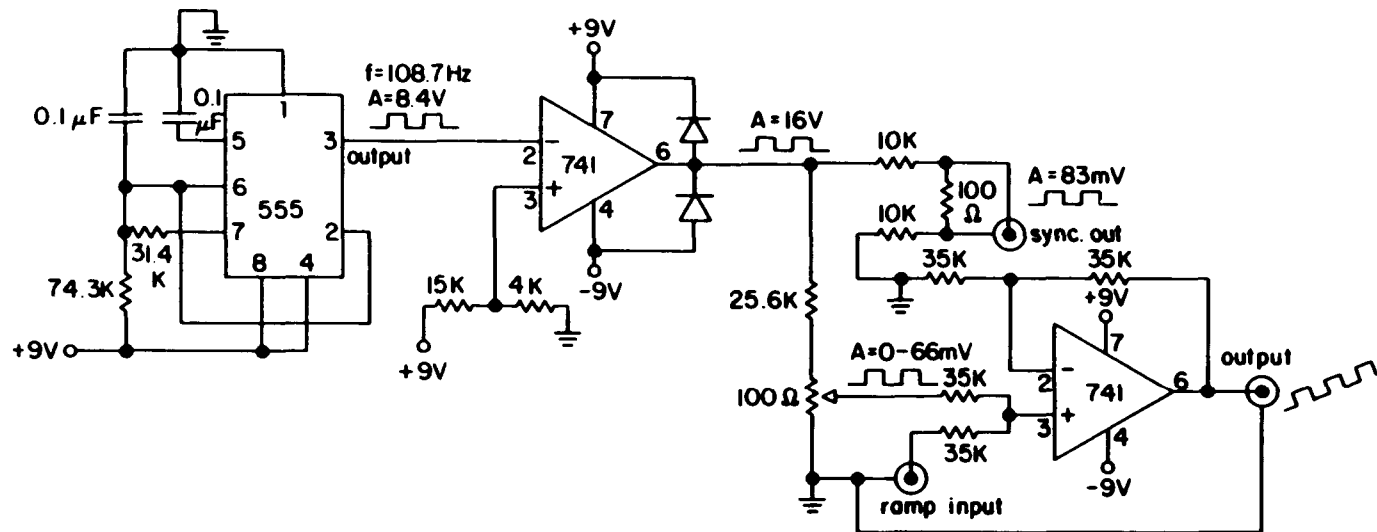 +9V
f=108.7Hz
A=8.4V
0.1 μF
0.1
μF
1
5
3
output
6
555
7
2
31.4
K
8
4
74.3K
+9V
7
2
-
741
6
3
+
4
-9V
15K
4K
+9V
A=16V
10K
100
Ω
A=83mV
10K
sync. out
35K
35K
+9V
25.6K
A=0-66mV
35K
7
2
-
741
6
output
100Ω
3
+
4
35K
-9V
ramp input